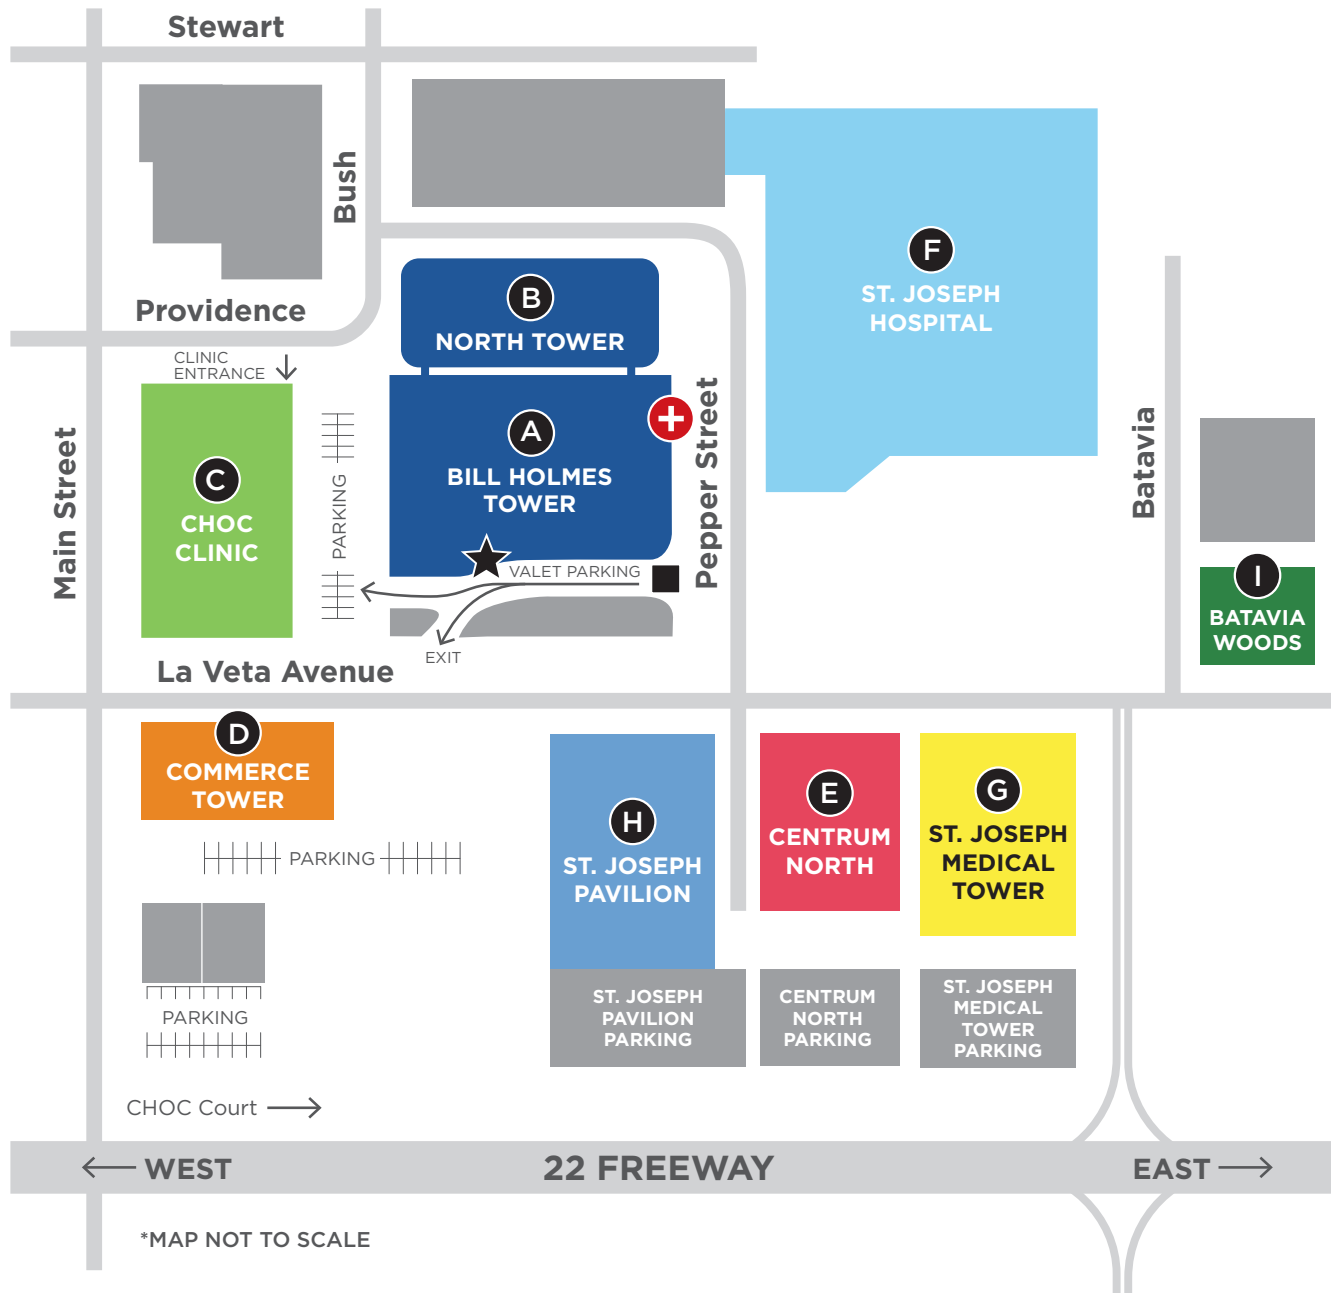 Stewart
Bush
B
NORTH TOWER
F
ST. JOSEPH
HOSPITAL
Providence
CLINIC
ENTRANCE
Main Street
C
CHOC
CLINIC
PARKING
A
BILL HOLMES
TOWER
Pepper Street
VALET PARKING
EXIT
Batavia
I
BATAVIA
WOODS
La Veta Avenue
D
COMMERCE
TOWER
PARKING
H
ST. JOSEPH
PAVILION
E
CENTRUM
NORTH
G
ST. JOSEPH
MEDICAL
TOWER
PARKING
ST. JOSEPH
PAVILION
PARKING
CENTRUM
NORTH
PARKING
ST. JOSEPH
MEDICAL
TOWER
PARKING
CHOC Court
WEST
22 FREEWAY
EAST
*MAP NOT TO SCALE